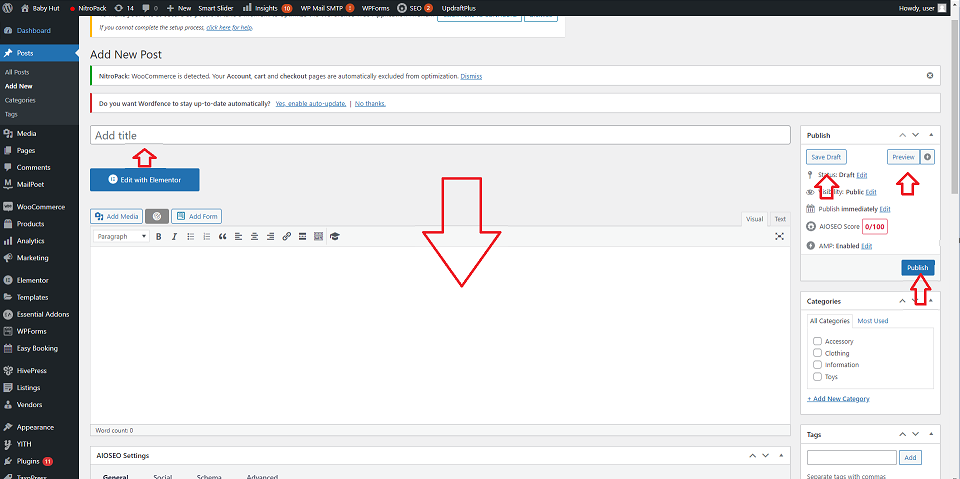 Baby Hut
NitroPack
14
0
New
Smart Slider
Insights
10
WP Mail SMTP
!
WPForms
SEO
2
UpdraftPlus
Howdy, user
If you cannot complete the setup process, click here for help.
Dashboard
Posts
All Posts
Add New
Categories
Tags
Media
Pages
Comments
MailPoet
WooCommerce
Products
Analytics
Marketing
Elementor
Templates
Essential Addons
WPForms
Easy Booking
HivePress
Listings
Vendors
Appearance
YITH
Plugins 11
TaxoPress
Add New Post
NitroPack: WooCommerce is detected. Your Account, cart and checkout pages are automatically excluded from optimization. Dismiss
Do you want Wordfence to stay up-to-date automatically? Yes, enable auto-update. | No thanks.
Add title
Edit with Elementor
Add Media
Add Form
Visual
Text
Paragraph
B I
Word count: 0
AIOSEO Settings
General Social Schema Advanced
Publish
Save Draft
Preview
Status: Draft Edit
Visibility: Public Edit
Publish immediately Edit
AIOSEO Score 0/100
AMP: Enabled Edit
Publish
Categories
All Categories Most Used
Accessory
Clothing
Information
Toys
+ Add New Category
Tags
Add
Separate tags with commas